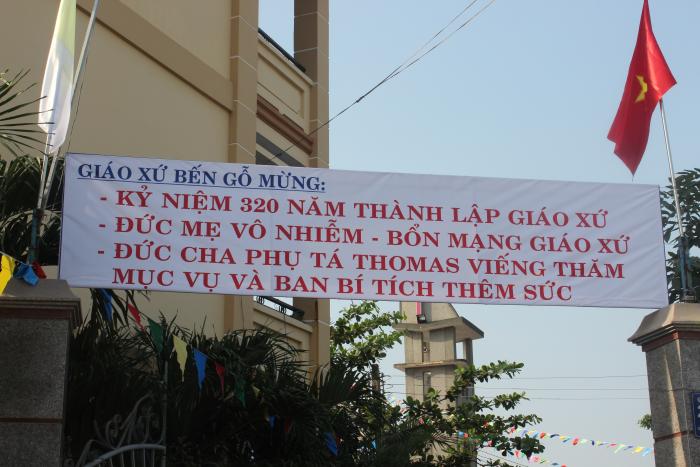 GIÁO XỨ BẾN GỖ MỪNG:
- KỶ NIỆM 320 NĂM THÀNH LẬP GIÁO XỨ
- ĐỨC MẸ VÔ NHIỄM - BỔN MẠNG GIÁO XỨ
- ĐỨC CHA PHỤ TÁ THOMAS VIẾNG THĂM
MỤC VỤ VÀ BAN BÍ TÍCH THÊM SỨC